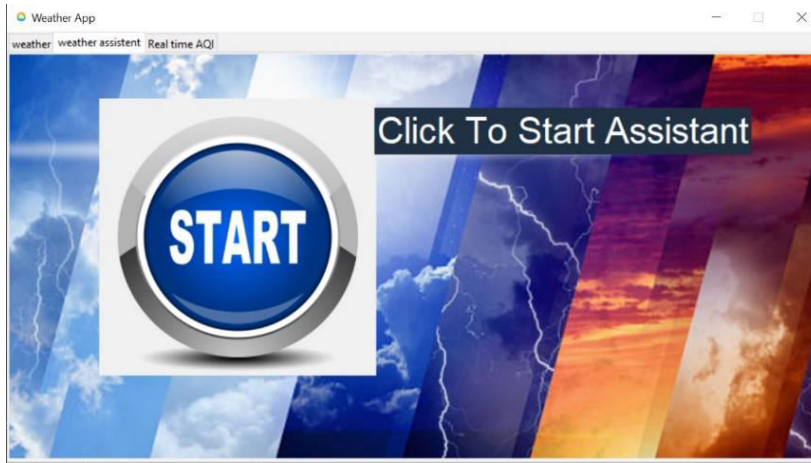 Weather App
weather weather assistent Real time AQI
Click To Start Assistant
START